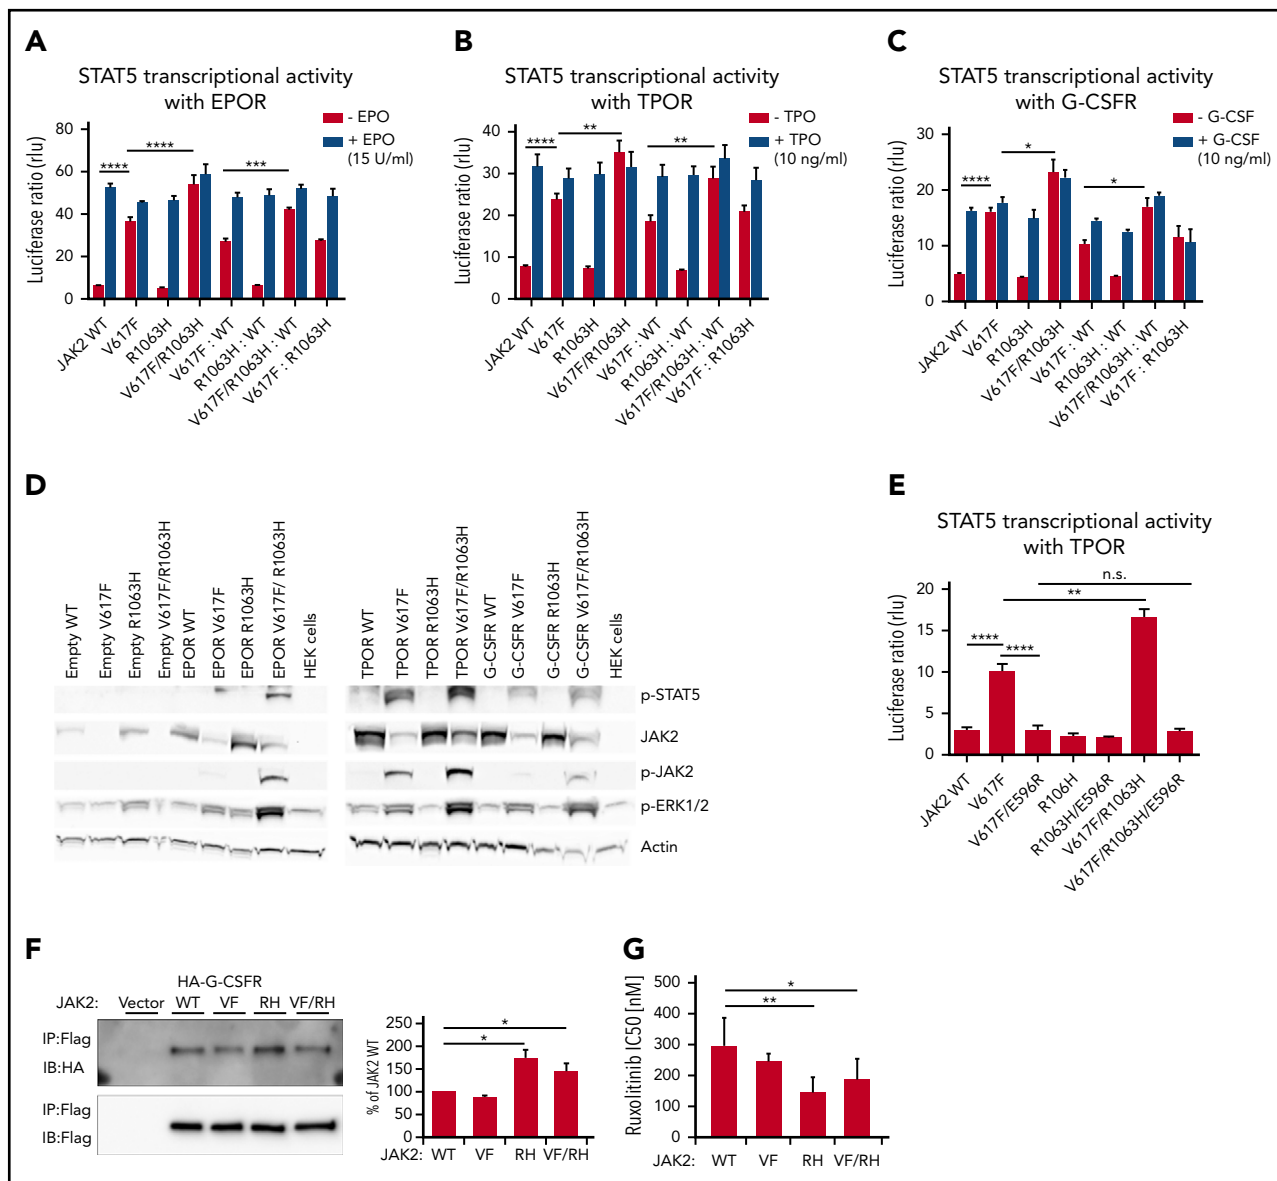 A
STAT5 transcriptional activity
with EPOR
- EPO
+ EPO
(15 U/ml)
Luciferase ratio (rlu)
80
60
40
20
0
****
****
***
JAK2 WT
V617F
R1063H
V617F/R1063H
V617F : WT
R1063H : WT
V617F/R1063H : WT
V617F : R1063H
B
STAT5 transcriptional activity
with TPOR
- TPO
+ TPO
(10 ng/ml)
Luciferase ratio (rlu)
40
30
20
10
0
****
**
**
JAK2 WT
V617F
R1063H
V617F/R1063H
V617F : WT
R1063H : WT
V617F/R1063H : WT
V617F : R1063H
C
STAT5 transcriptional activity
with G-CSFR
- G-CSF
+ G-CSF
(10 ng/ml)
Luciferase ratio (rlu)
30
20
10
0
****
*
*
JAK2 WT
V617F
R1063H
V617F/R1063H
V617F : WT
R1063H : WT
V617F/R1063H : WT
V617F : R1063H
D
Empty WT
Empty V617F
Empty R1063H
Empty V617F/R1063H
EPOR WT
EPOR V617F
EPOR R1063H
EPOR V617F/ R1063H
HEK cells
TPOR WT
TPOR V617F
TPOR R1063H
TPOR V617F/R1063H
G-CSFR WT
G-CSFR V617F
G-CSFR R1063H
G-CSFR V617F/R1063H
HEK cells
p-STAT5
JAK2
p-JAK2
p-ERK1/2
Actin
E
STAT5 transcriptional activity
with TPOR
Luciferase ratio (rlu)
20
15
10
5
0
n.s.
**
****
****
JAK2 WT
V617F
V617F/E596R
R106H
R1063H/E596R
V617F/R1063H
V617F/R1063H/E596R
F
HA-G-CSFR
JAK2: Vector WT VF RH VF/RH
IP:Flag
IB:HA
IP:Flag
IB:Flag
% of JAK2 WT
250
200
150
100
50
0
*
*
JAK2: WT VF RH VF/RH
G
Ruxolitinib IC50 [nM]
500
400
300
200
100
0
*
**
JAK2: WT VF RH VF/RH